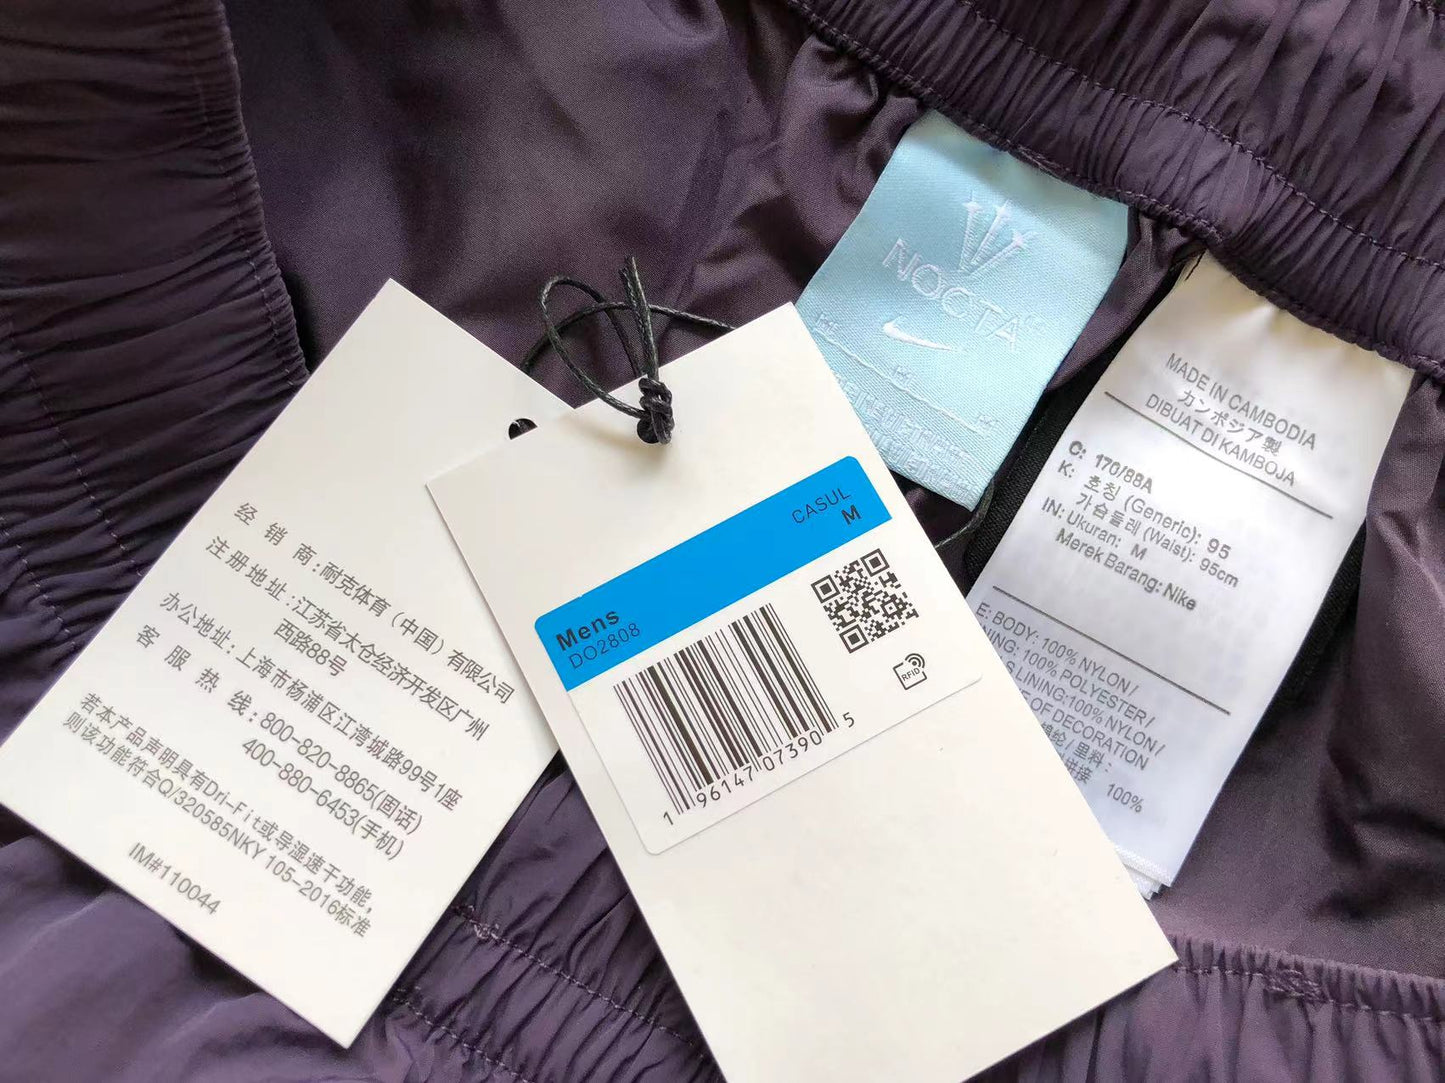 经 销 商：耐克体育（中国）有限公司
注册地址：江苏省太仓经济开发区广州
西路88号
办公地址：上海市杨浦区江湾城路99号1座
客 服 热 线：800-820-8865(固话)
400-880-6453(手机)
若本产品声明具有Dri-Fit或导湿速干功能，
则该功能符合Q/320585NKY 105-2016标准
IM#110044
CASUL
M
Mens
DO2808
RFID
1 96147 07390 5
NOCTA
MADE IN CAMBODIA
カンボジア製
DIBUAT DI KAMBOJA
C: 170/88A
K: 호칭 (Generic): 95
가슴둘레 (Waist): 95cm
IN: Ukuran: M
Merek Barang: Nike
E: BODY: 100% NYLON/
NING: 100% POLYESTER/
LINING:100% NYLON/
OF DECORATION
里料：
拼接 100%